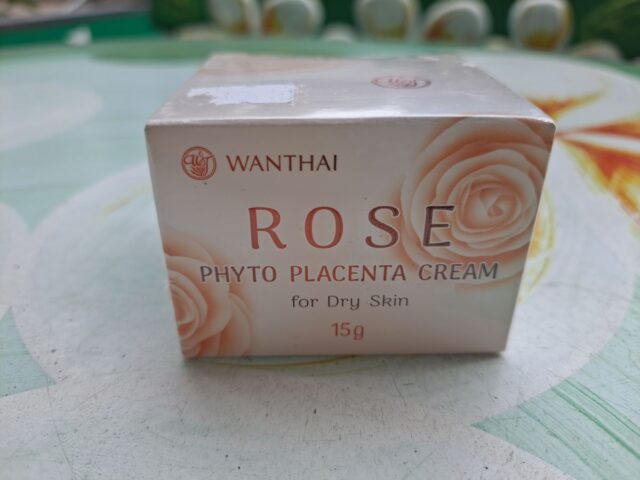 WANTHAI
ROSE
PHYTO PLACENTA CREAM
for Dry Skin
15g